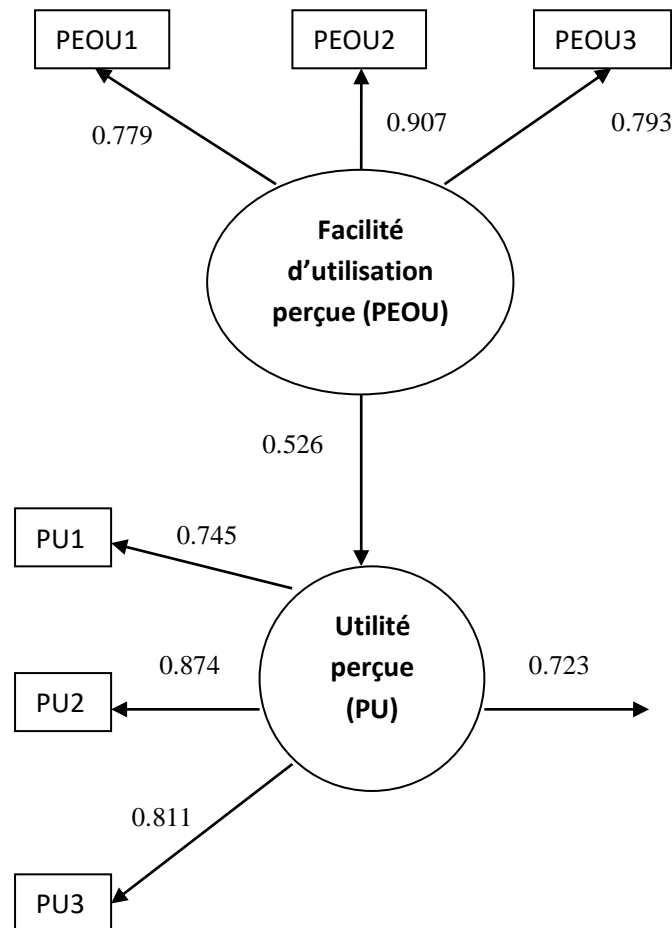 PEOU1
PEOU2
PEOU3
0.779
0.907
0.793
Facilité
d’utilisation
perçue (PEOU)
0.526
PU1
0.745
Utilité
perçue
(PU)
PU2
0.874
0.723
0.811
PU3